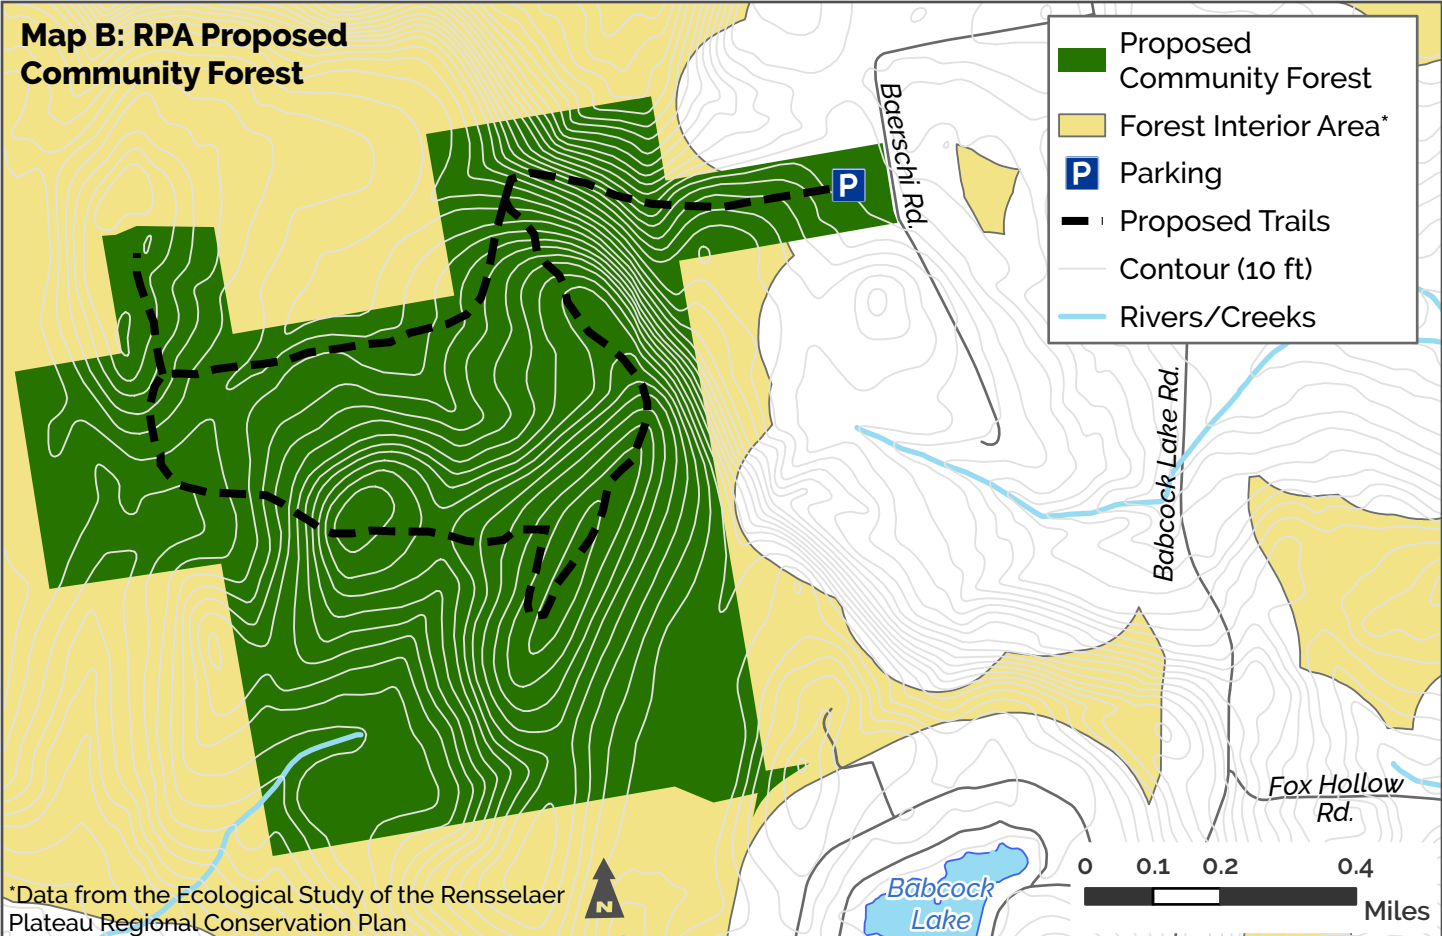 Map B: RPA Proposed
Community Forest
Proposed
Community Forest
Forest Interior Area*
P
Parking
Proposed Trails
Contour (10 ft)
Rivers/Creeks
P
Baerschi Rd.
Babcock Lake Rd.
Fox Hollow
Rd.
Babcock
Lake
0 0.1 0.2 0.4
Miles
N
*Data from the Ecological Study of the Rensselaer
Plateau Regional Conservation Plan